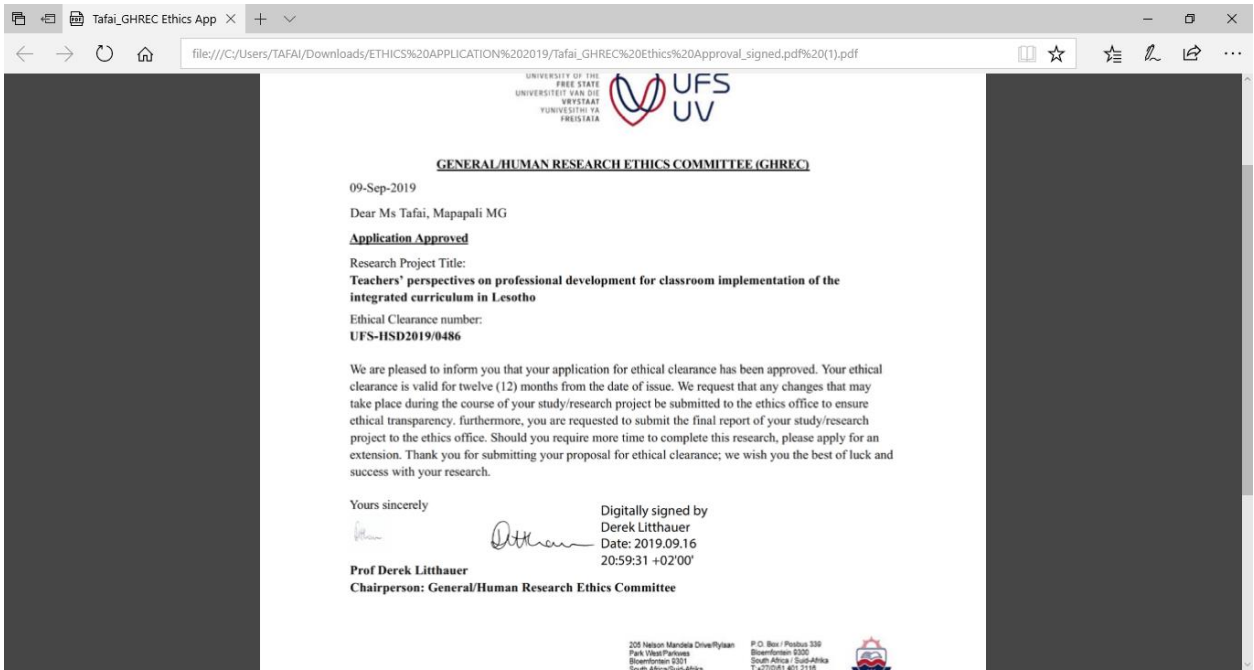 Tafai_GHREC Ethics App
file:///C:/Users/TAFAI/Downloads/ETHICS%20APPLICATION%202019/Tafai_GHREC%20Ethics%20Approval_signed.pdf%20(1).pdf
UNIVERSITY OF THE
FREE STATE
UNIVERSITEIT VAN DIE
VRYSTAAT
YUNIVESITHI YA
FREISTATA
UFS
UV
GENERAL/HUMAN RESEARCH ETHICS COMMITTEE (GHREC)
09-Sep-2019
Dear Ms Tafai, Mapapali MG
Application Approved
Research Project Title:
Teachers' perspectives on professional development for classroom implementation of the
integrated curriculum in Lesotho
Ethical Clearance number:
UFS-HSD2019/0486
We are pleased to inform you that your application for ethical clearance has been approved. Your ethical
clearance is valid for twelve (12) months from the date of issue. We request that any changes that may
take place during the course of your study/research project be submitted to the ethics office to ensure
ethical transparency. furthermore, you are requested to submit the final report of your study/research
project to the ethics office. Should you require more time to complete this research, please apply for an
extension. Thank you for submitting your proposal for ethical clearance; we wish you the best of luck and
success with your research.
Yours sincerely
Digitally signed by
Derek Litthauer
Date: 2019.09.16
20:59:31 +02'00'
Prof Derek Litthauer
Chairperson: General/Human Research Ethics Committee
205 Nelson Mandela Drive/Rylaan
Park West/Parkwes
Bloemfontein 9301
South Africa/Suid-Afrika
P.O. Box / Posbus 339
Bloemfontein 9300
South Africa / Suid-Afrika
T:+27(0)51 401 2116